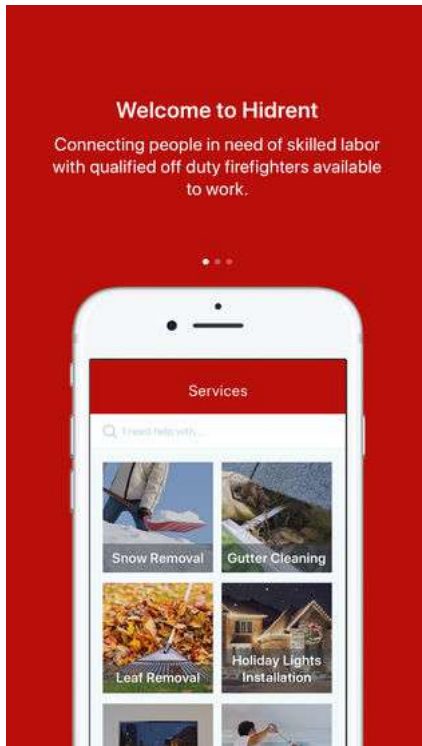 Welcome to Hidrent
Connecting people in need of skilled labor
with qualified off duty firefighters available
to work.
Services
I need help with...
Snow Removal
Gutter Cleaning
Leaf Removal
Holiday Lights
Installation